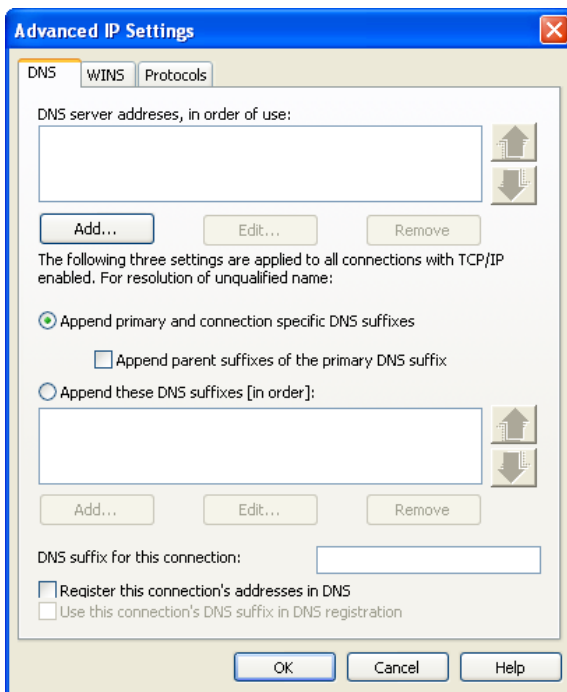 Advanced IP Settings
DNS WINS Protocols
DNS server addreses, in order of use:
Add... Edit... Remove
The following three settings are applied to all connections with TCP/IP
enabled. For resolution of unqualified name:
Append primary and connection specific DNS suffixes
Append parent suffixes of the primary DNS suffix
Append these DNS suffixes [in order]:
Add... Edit... Remove
DNS suffix for this connection:
Register this connection's addresses in DNS
Use this connection's DNS suffix in DNS registration
OK Cancel Help